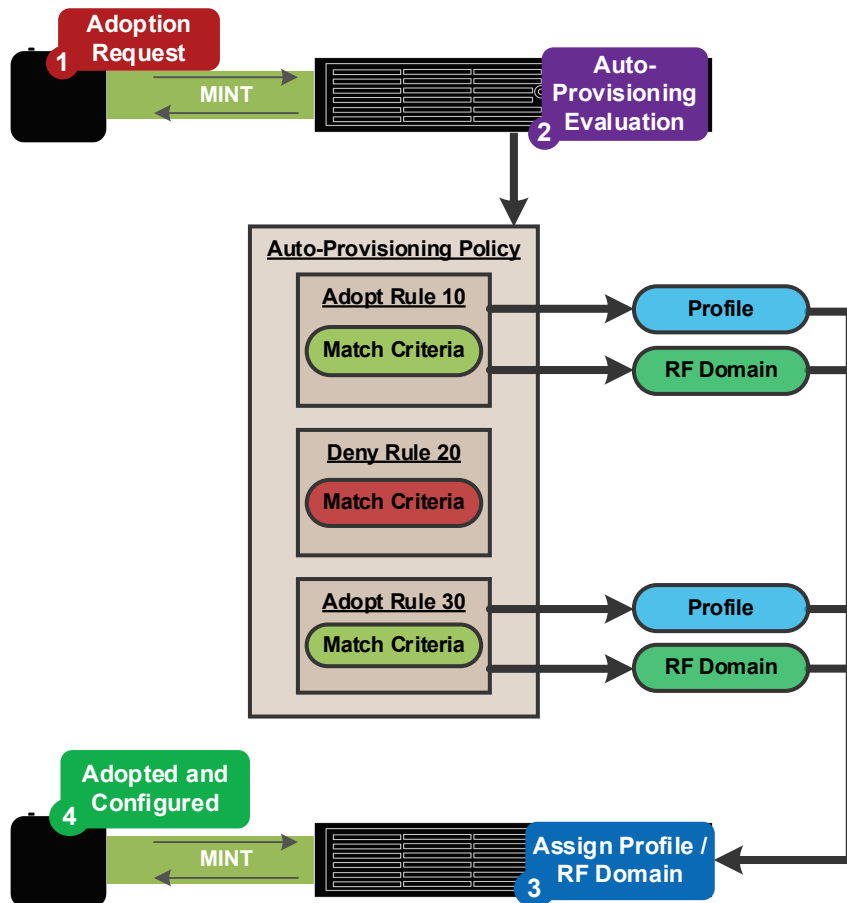 Adoption
Request
1
MINT
Auto-
Provisioning
Evaluation
2
Auto-Provisioning Policy
Adopt Rule 10
Match Criteria
Profile
RF Domain
Deny Rule 20
Match Criteria
Adopt Rule 30
Match Criteria
Profile
RF Domain
Adopted and
Configured
4
MINT
Assign Profile /
RF Domain
3